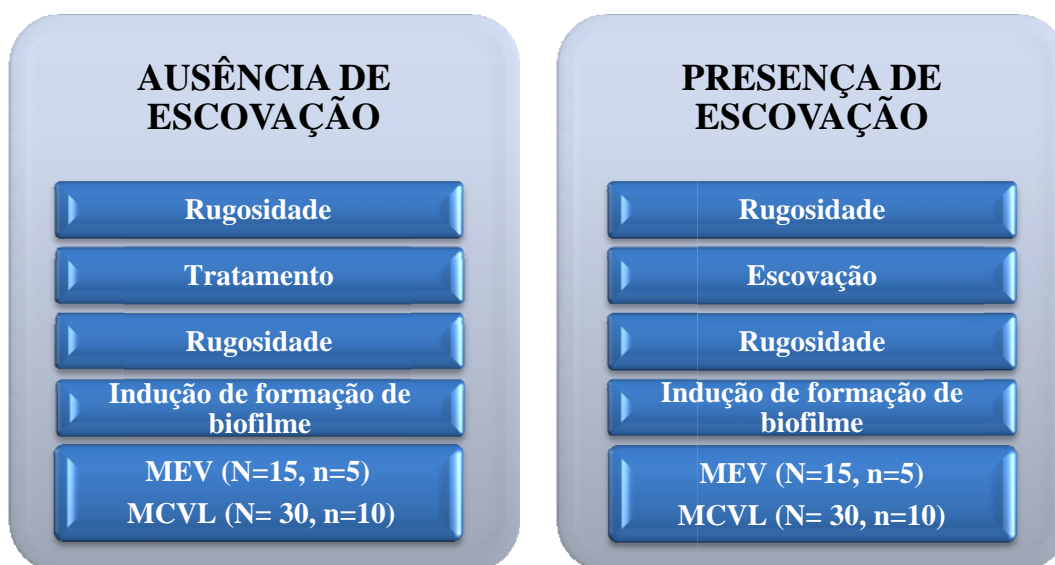 AUSÊNCIA DE
ESCOVAÇÃO
Rugosidade
Tratamento
Rugosidade
Indução de formação de
biofilme
MEV (N=15, n=5)
MCVL (N= 30, n=10)
PRESENÇA DE
ESCOVAÇÃO
Rugosidade
Escovação
Rugosidade
Indução de formação de
biofilme
MEV (N=15, n=5)
MCVL (N= 30, n=10)